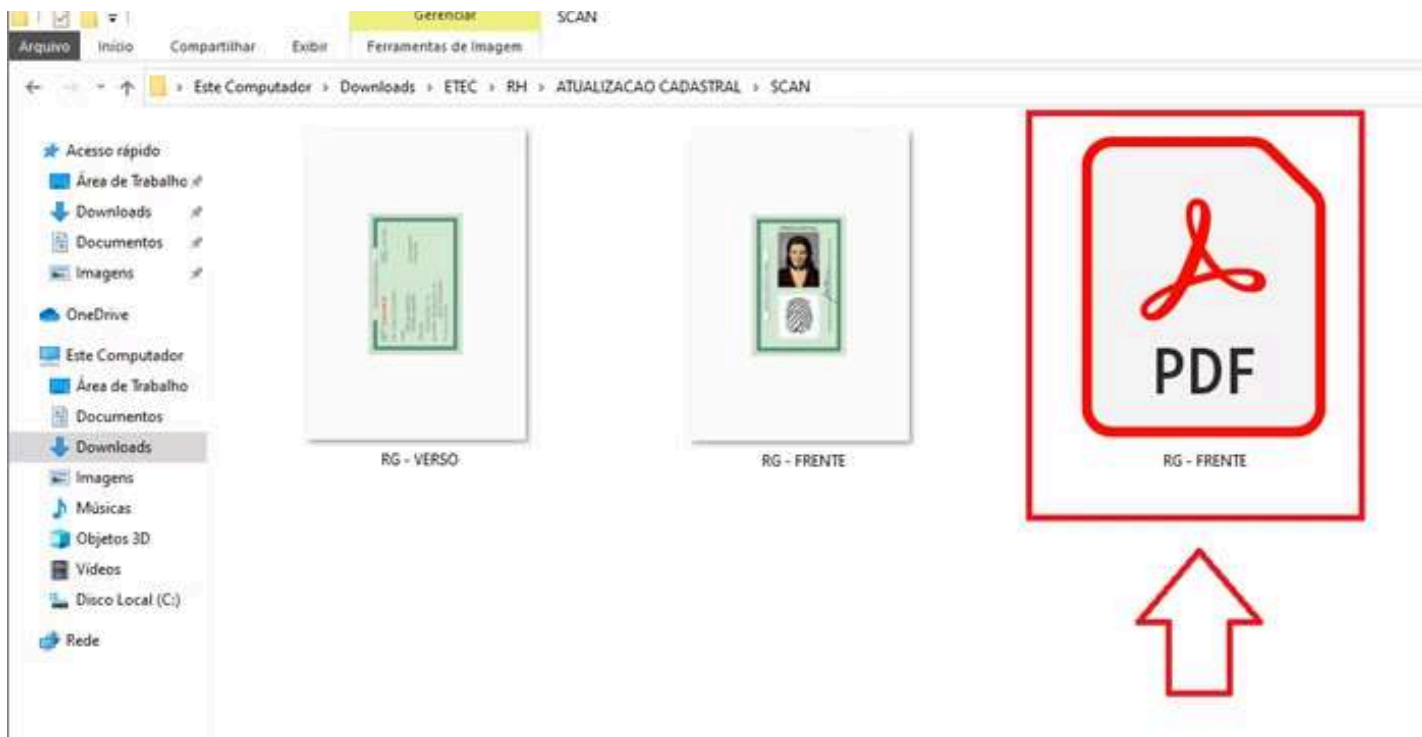 Gerenciar
SCAN
Arquivo Início Compartilhar Exibir Ferramentas de Imagem
Este Computador > Downloads > ETEC > RH > ATUALIZACAO CADASTRAL > SCAN
Acesso rápido
Área de Trabalho
Downloads
Documentos
Imagens
OneDrive
Este Computador
Área de Trabalho
Documentos
Downloads
Imagens
Músicas
Objetos 3D
Vídeos
Disco Local (C:)
Rede
RG - VERSO
RG - FRENTE
PDF
RG - FRENTE